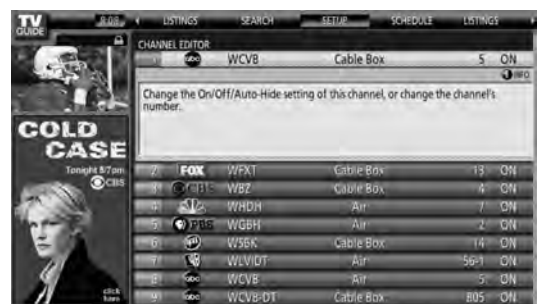 TV GUIDE
8:08
LISTINGS SEARCH SETUP SCHEDULE LISTINGS
CHANNEL EDITOR
1 abc WCVB Cable Box 5 ON
INFO
Change the On/Off/Auto-Hide setting of this channel, or change the channel's
number.
COLD
CASE
Tonight 8/7pm
CBS
click
here
2 FOX WFXT Cable Box 13 ON
3 CBS WBZ Cable Box 4 ON
4 WHDH Air 7 ON
5 PBS WGBH Air 2 ON
6 WSBK Cable Box 14 ON
7 WLVIDT Air 56-1 ON
8 abc WCVB Air 5 ON
9 abc WCVB-DT Cable Box 805 ON